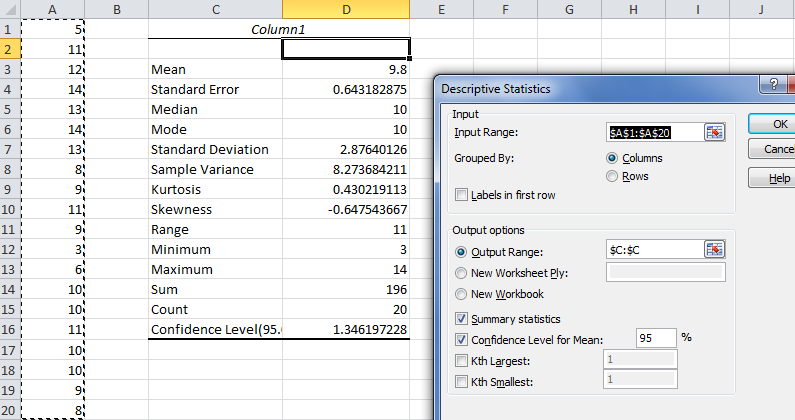 A B C D E F G H I J
1 5 Column1
2 11
3 12 Mean 9.8
4 14 Standard Error 0.643182875
5 13 Median 10
6 14 Mode 10
7 13 Standard Deviation 2.87640126
8 8 Sample Variance 8.273684211
9 9 Kurtosis 0.430219113
10 11 Skewness -0.647543667
11 9 Range 11
12 3 Minimum 3
13 6 Maximum 14
14 10 Sum 196
15 10 Count 20
16 11 Confidence Level(95.0 1.346197228
17 10
18 10
19 9
20 8
Descriptive Statistics ?
Input
Input Range: $A$1:$A$20
Grouped By: Columns
Rows
Labels in first row
OK
Cancel
Help
Output options
Output Range: $C:$C
New Worksheet Ply:
New Workbook
Summary statistics
Confidence Level for Mean: 95 %
Kth Largest: 1
Kth Smallest: 1